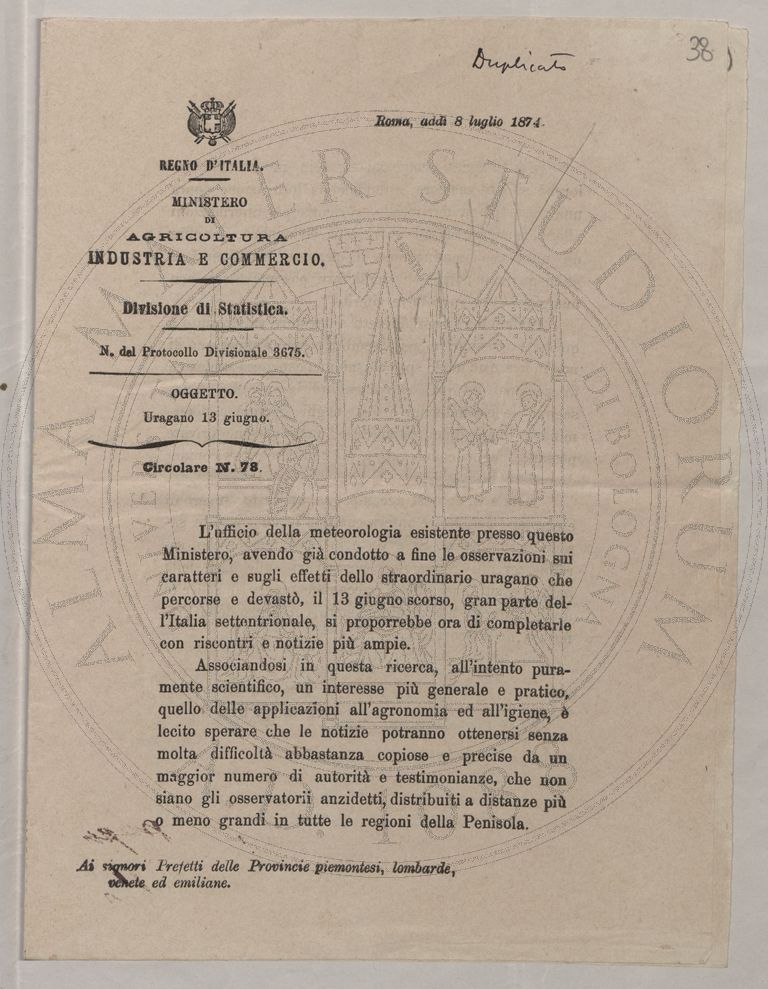 Duplicato
38
Roma, addì 8 luglio 1874.
REGNO D'ITALIA.
MINISTERO
DI
AGRICOLTURA
INDUSTRIA E COMMERCIO.
Divisione di Statistica.
N. del Protocollo Divisionale 3675.
OGGETTO.
Uragano 13 giugno.
Circolare N. 78.
L'ufficio della meteorologia esistente presso questo
Ministero, avendo già condotto a fine le osservazioni sui
caratteri e sugli effetti dello straordinario uragano che
percorse e devastò, il 13 giugno scorso, gran parte del-
l'Italia settentrionale, si proporrebbe ora di completarle
con riscontri e notizie più ampie.
Associandosi in questa ricerca, all'intento pura-
mente scientifico, un interesse più generale e pratico,
quello delle applicazioni all'agronomia ed all'igiene, è
lecito sperare che le notizie potranno ottenersi senza
molta difficoltà abbastanza copiose e precise da un
maggior numero di autorità e testimonianze, che non
siano gli osservatorii anzidetti, distribuiti a distanze più
o meno grandi in tutte le regioni della Penisola.
Ai signori Prefetti delle Provincie piemontesi, lombarde,
venete ed emiliane.
ALMA MATER STUDIORUM